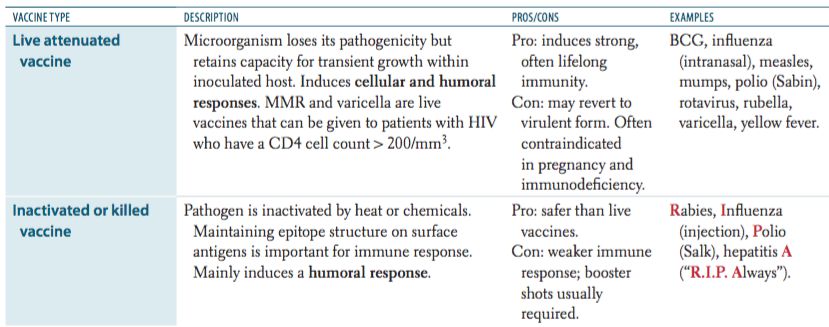 VACCINE TYPE DESCRIPTION PROS/CONS EXAMPLES
Live attenuated
vaccine
Microorganism loses its pathogenicity but
retains capacity for transient growth within
inoculated host. Induces cellular and humoral
responses. MMR and varicella are live
vaccines that can be given to patients with HIV
who have a CD4 cell count > 200/mm³.
Pro: induces strong,
often lifelong
immunity.
Con: may revert to
virulent form. Often
contraindicated
in pregnancy and
immunodeficiency.
BCG, influenza
(intranasal), measles,
mumps, polio (Sabin),
rotavirus, rubella,
varicella, yellow fever.
Inactivated or killed
vaccine
Pathogen is inactivated by heat or chemicals.
Maintaining epitope structure on surface
antigens is important for immune response.
Mainly induces a humoral response.
Pro: safer than live
vaccines.
Con: weaker immune
response; booster
shots usually
required.
Rabies, Influenza
(injection), Polio
(Salk), hepatitis A
(“R.I.P. Always”).